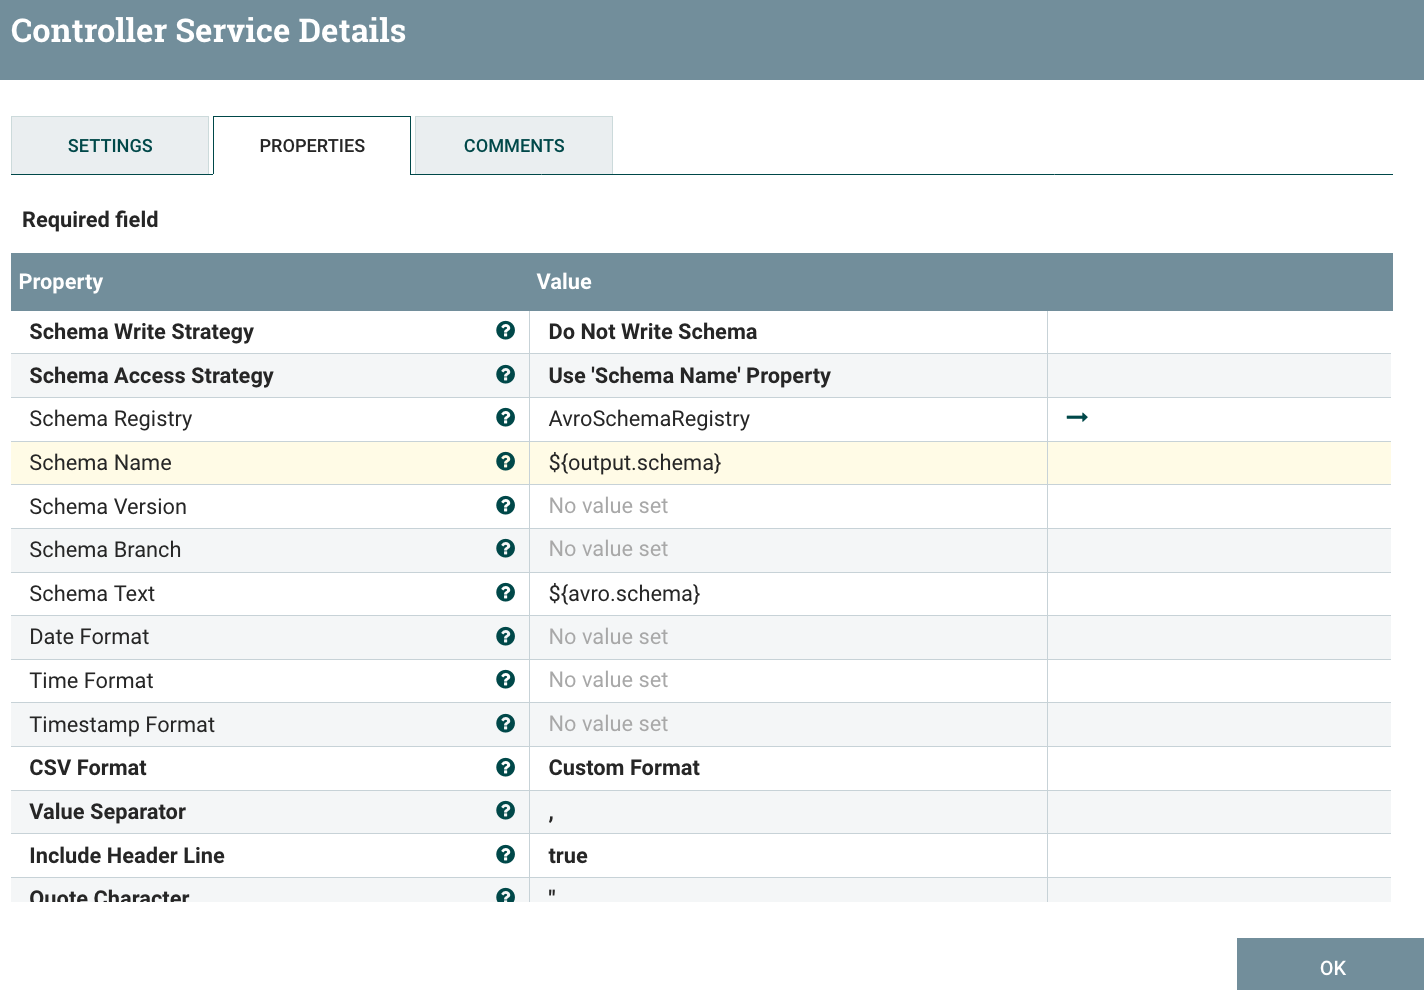 Controller Service Details
SETTINGS PROPERTIES COMMENTS
Required field
Property Value
Schema Write Strategy ? Do Not Write Schema
Schema Access Strategy ? Use 'Schema Name' Property
Schema Registry ? AvroSchemaRegistry
Schema Name ? ${output.schema}
Schema Version ? No value set
Schema Branch ? No value set
Schema Text ? ${avro.schema}
Date Format ? No value set
Time Format ? No value set
Timestamp Format ? No value set
CSV Format ? Custom Format
Value Separator ? ,
Include Header Line ? true
Quote Character ? "
OK